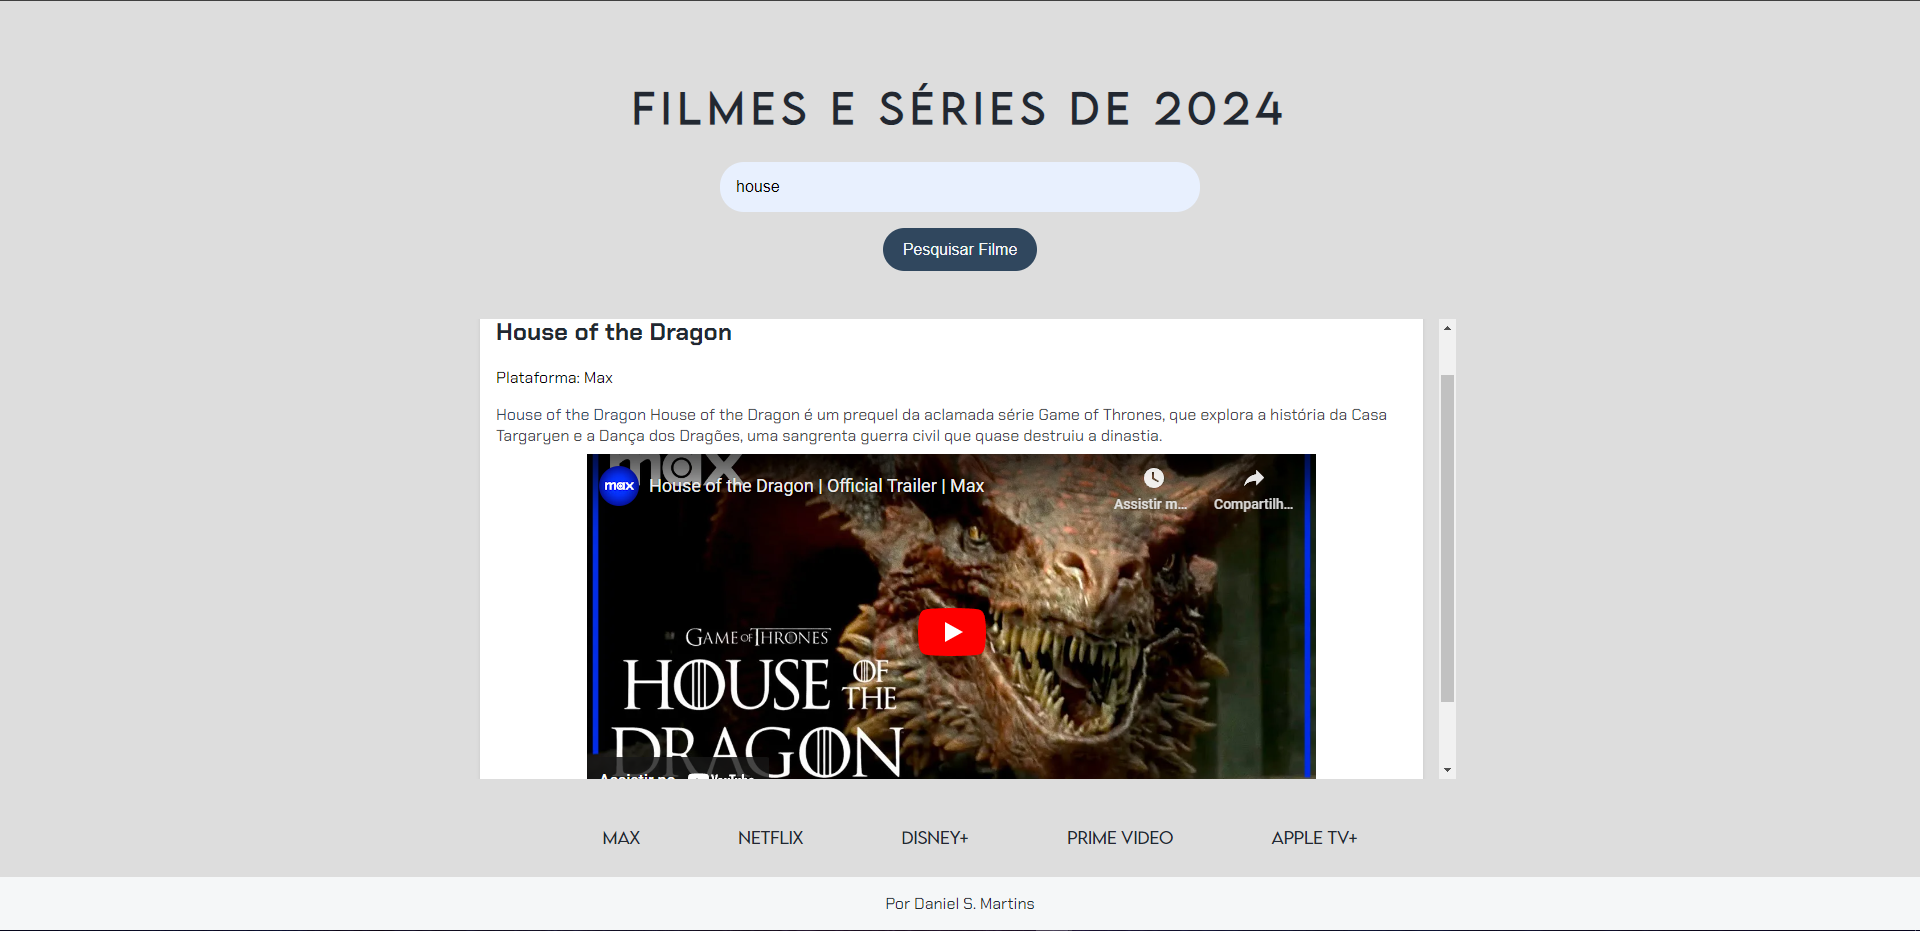 FILMES E SÉRIES DE 2024
house
Pesquisar Filme
House of the Dragon
Plataforma: Max
House of the Dragon House of the Dragon é um prequel da aclamada série Game of Thrones, que explora a história da Casa
Targaryen e a Dança dos Dragões, uma sangrenta guerra civil que quase destruiu a dinastia.
max
max House of the Dragon | Official Trailer | Max
Assistir m... Compartilh...
GAME OF THRONES
HOUSE OF THE
DRAGON
Assistir no YouTube
MAX NETFLIX DISNEY+ PRIME VIDEO APPLE TV+
Por Daniel S. Martins